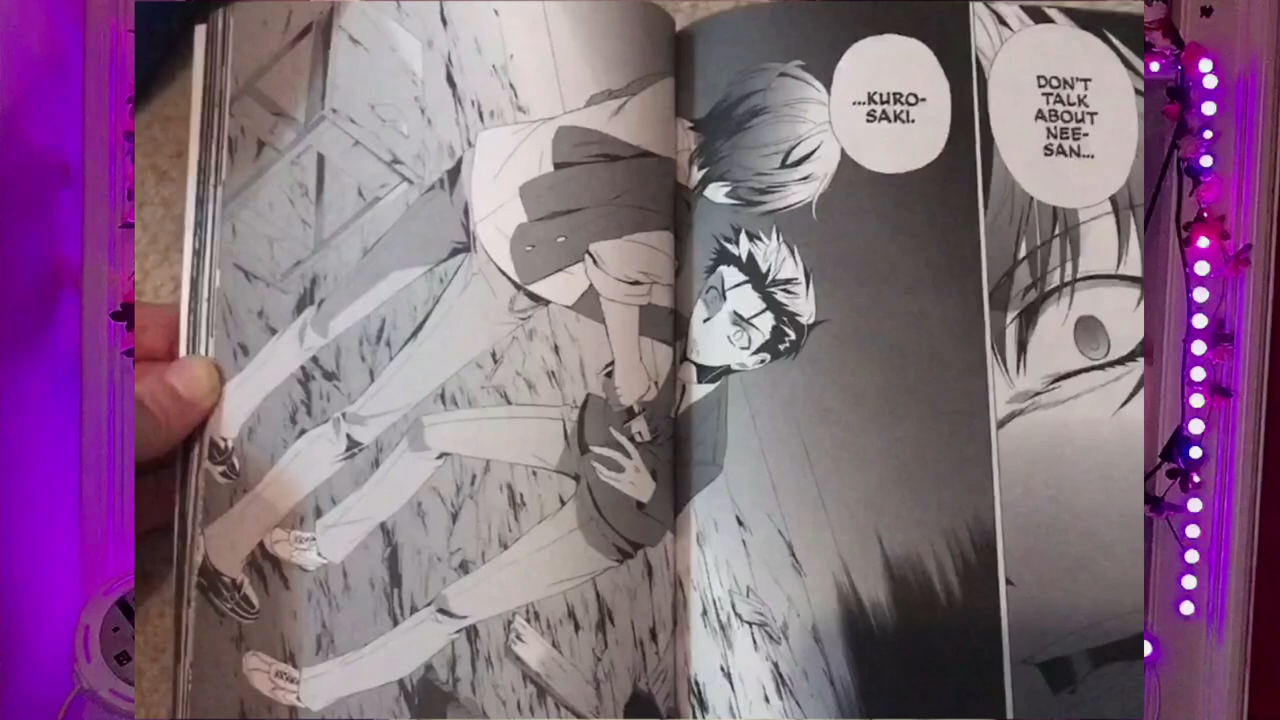 DON'T
TALK
ABOUT
NEE-
SAN...
...KURO-
SAKI.